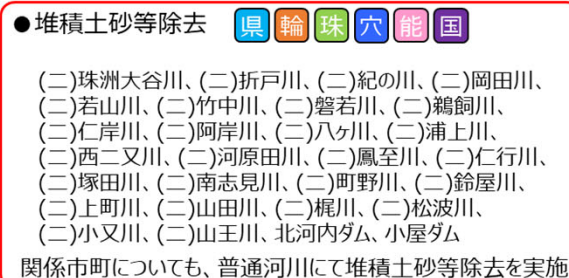 ●堆積土砂等除去 県 輪 珠 穴 能 国
(二)珠洲大谷川、(二)折戸川、(二)紀の川、(二)岡田川、
(二)若山川、(二)竹中川、(二)磐若川、(二)鵜飼川、
(二)仁岸川、(二)阿岸川、(二)八ヶ川、(二)浦上川、
(二)西二又川、(二)河原田川、(二)鳳至川、(二)仁行川、
(二)塚田川、(二)南志見川、(二)町野川、(二)鈴屋川、
(二)上町川、(二)山田川、(二)梶川、(二)松波川、
(二)小又川、(二)山王川、北河内ダム、小屋ダム
関係市町についても、普通河川にて堆積土砂等除去を実施